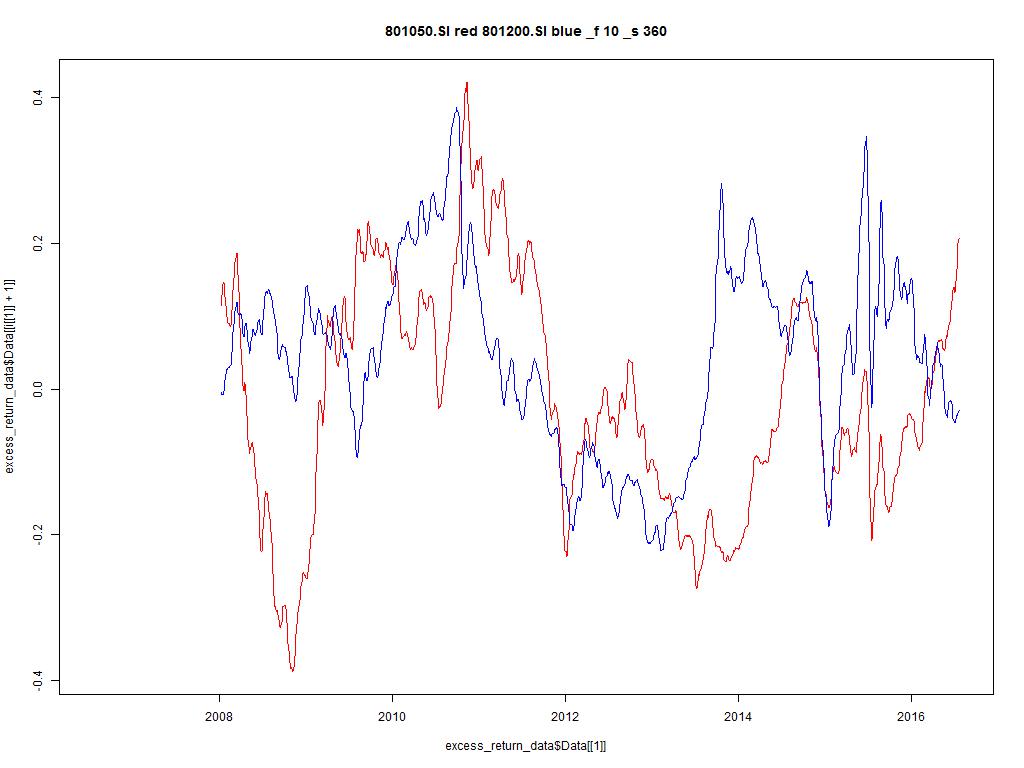 801050.SI red 801200.SI blue _f 10 _s 360
excess_return_data$Data[[i[1] + 1]]
0.4
0.2
0.0
-0.2
-0.4
2008 2010 2012 2014 2016
excess_return_data$Data[[1]]